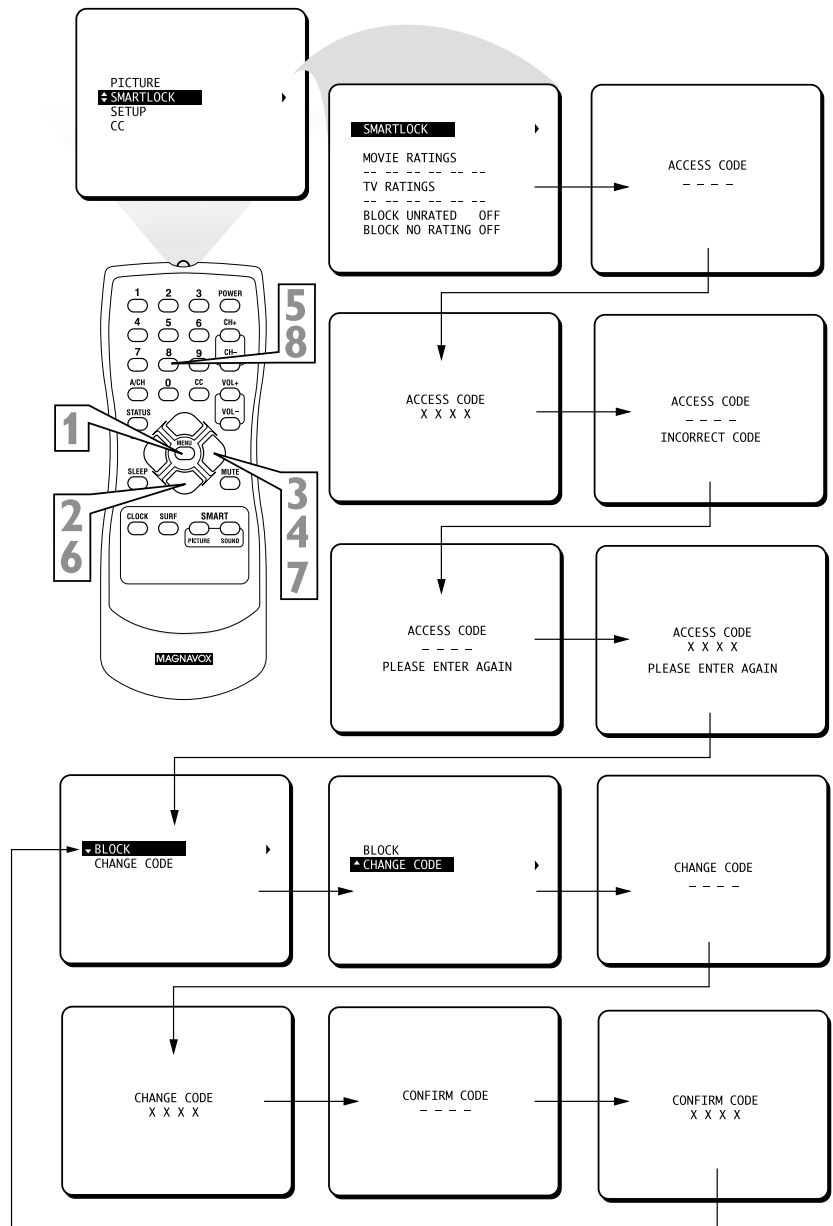 PICTURE
SMARTLOCK
SETUP
CC
SMARTLOCK
MOVIE RATINGS
-- -- -- -- -- --
TV RATINGS
-- -- -- -- -- --
BLOCK UNRATED OFF
BLOCK NO RATING OFF
ACCESS CODE
_ _ _ _
1 2 3 POWER
4 5 6 CH+
7 8 9 CH–
A/CH 0 CC VOL+
STATUS VOL–
MENU
SLEEP MUTE
CLOCK SURF SMART
PICTURE SOUND
MAGNAVOX
5
8
1
2
6
3
4
7
ACCESS CODE
X X X X
ACCESS CODE
_ _ _ _
INCORRECT CODE
ACCESS CODE
_ _ _ _
PLEASE ENTER AGAIN
ACCESS CODE
X X X X
PLEASE ENTER AGAIN
BLOCK
CHANGE CODE
BLOCK
CHANGE CODE
CHANGE CODE
_ _ _ _
CHANGE CODE
X X X X
CONFIRM CODE
_ _ _ _
CONFIRM CODE
X X X X